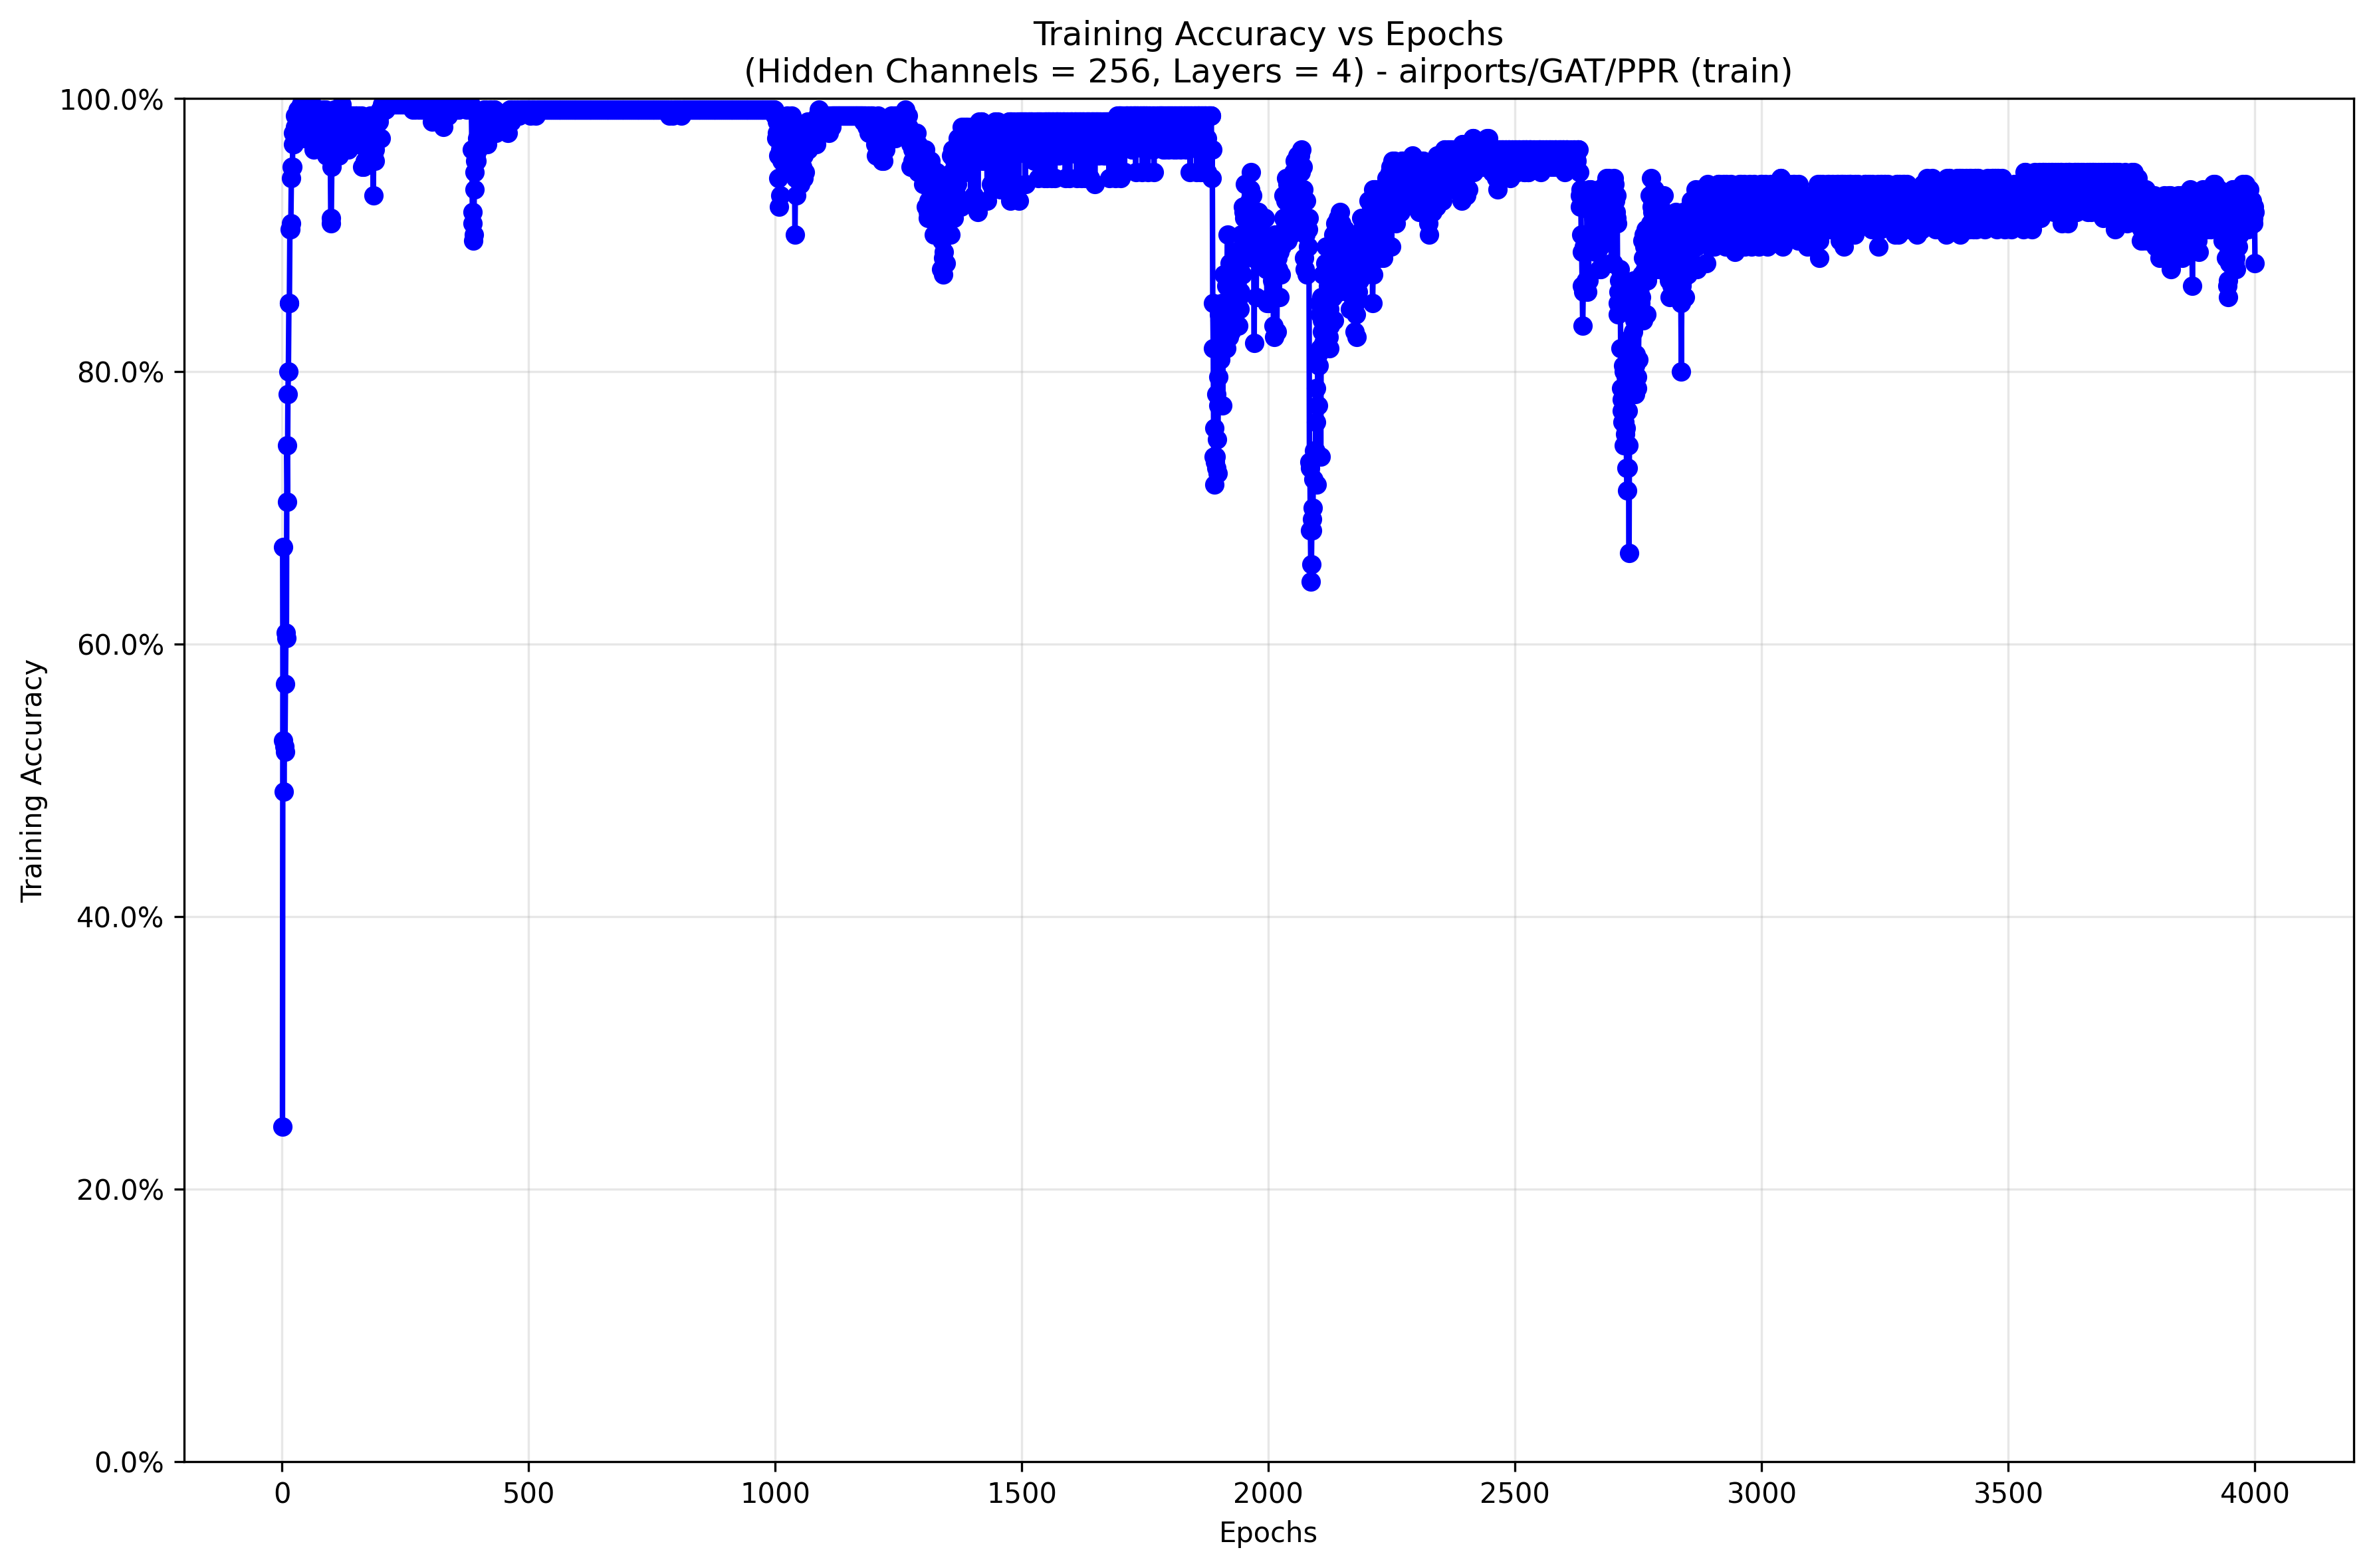 Training Accuracy vs Epochs
(Hidden Channels = 256, Layers = 4) - airports/GAT/PPR (train)
100.0%
80.0%
60.0%
40.0%
20.0%
0.0%
Training Accuracy
0 500 1000 1500 2000 2500 3000 3500 4000
Epochs